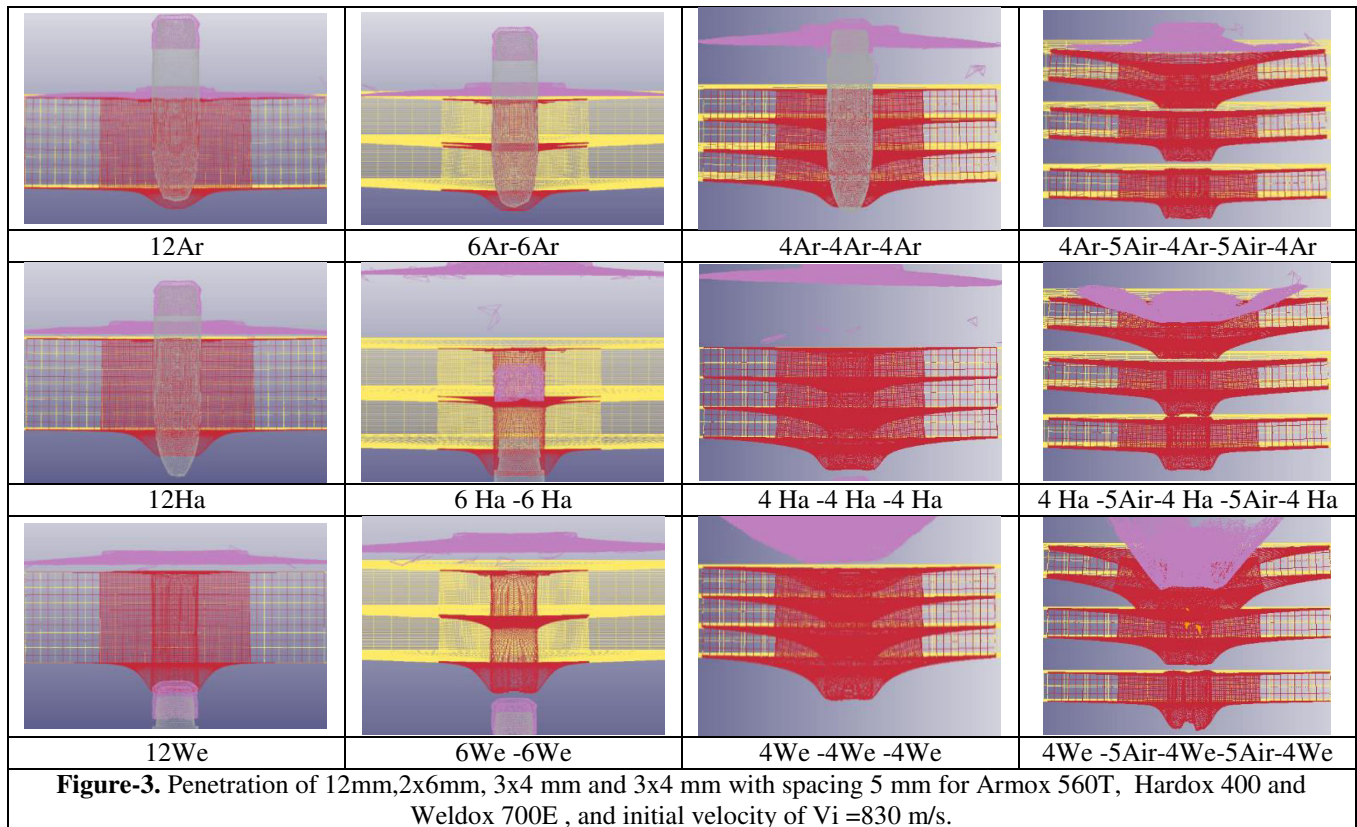 12Ar
6Ar-6Ar
4Ar-4Ar-4Ar
4Ar-5Air-4Ar-5Air-4Ar
12Ha
6 Ha -6 Ha
4 Ha -4 Ha -4 Ha
4 Ha -5Air-4 Ha -5Air-4 Ha
12We
6We -6We
4We -4We -4We
4We -5Air-4We-5Air-4We
Figure-3. Penetration of 12mm,2x6mm, 3x4 mm and 3x4 mm with spacing 5 mm for Armox 560T, Hardox 400 and
Weldox 700E , and initial velocity of Vi =830 m/s.